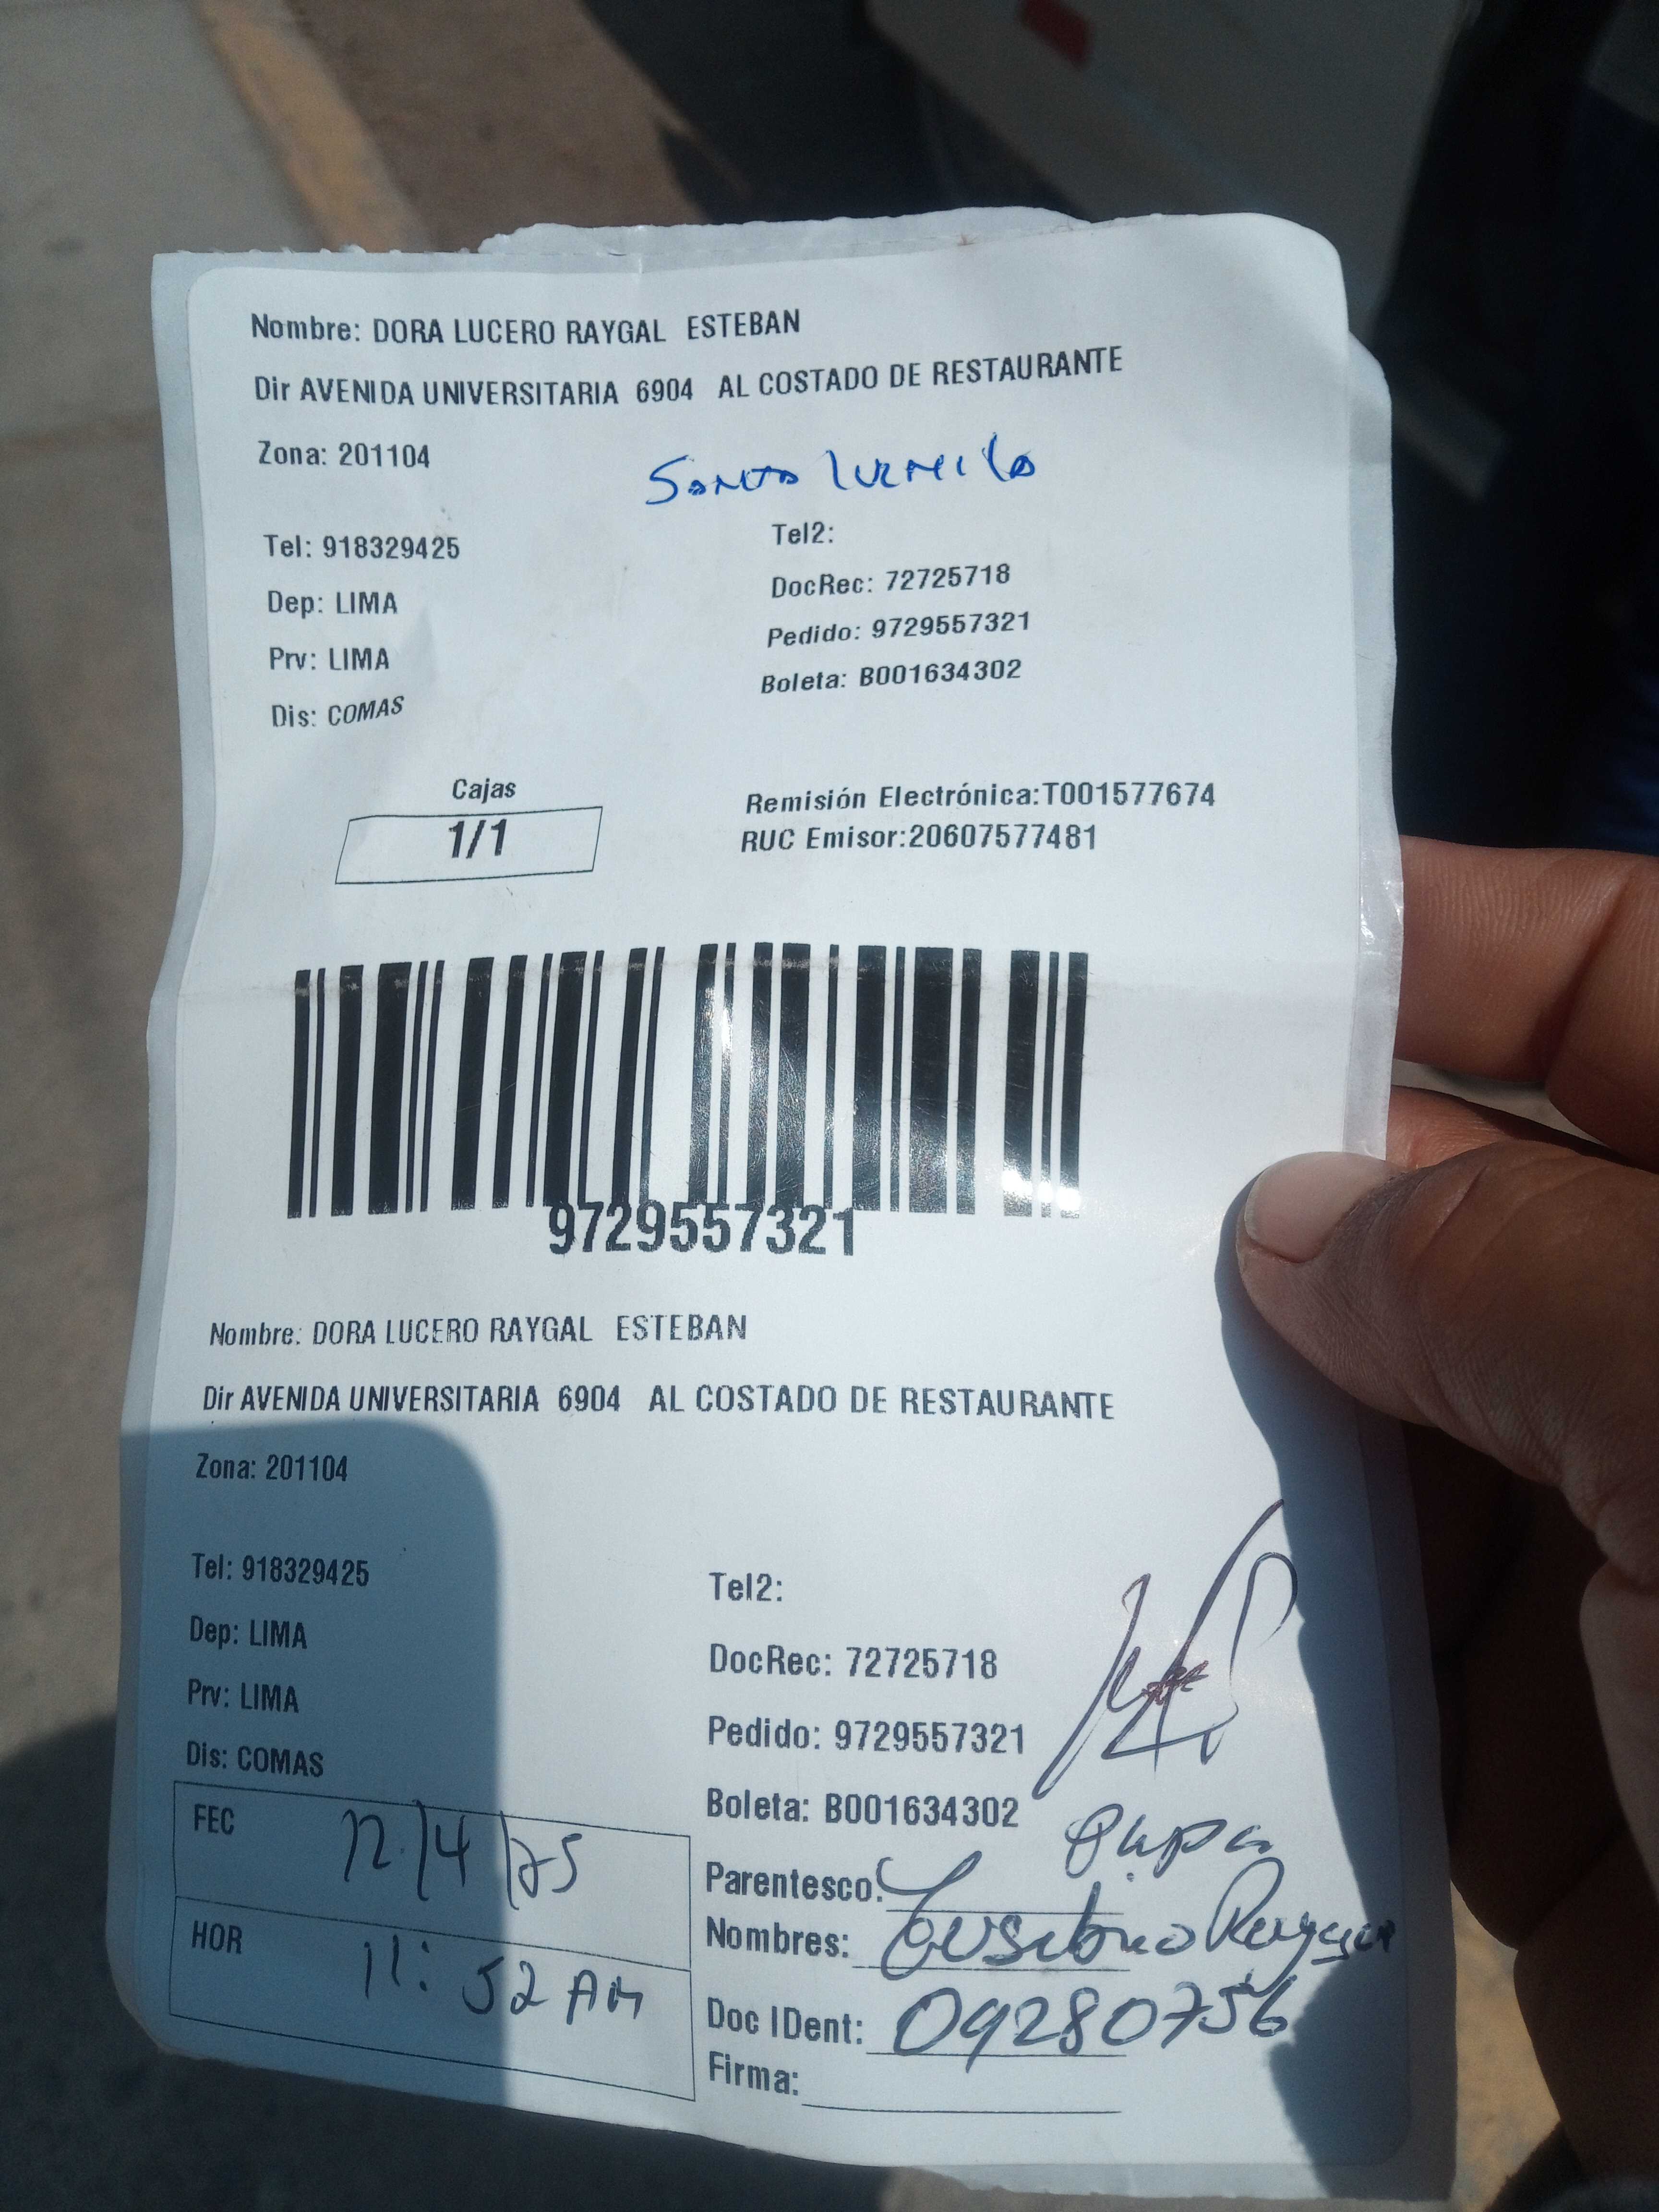 Nombre: DORA LUCERO RAYGAL ESTEBAN
Dir AVENIDA UNIVERSITARIA 6904 AL COSTADO DE RESTAURANTE
Zona: 201104
Santa luzmila
Tel: 918329425
Tel2:
DocRec: 72725718
Dep: LIMA
Pedido: 9729557321
Prv: LIMA
Boleta: B001634302
Dis: COMAS
Cajas
1/1
Remisión Electrónica:T001577674
RUC Emisor:20607577481
9729557321
Nombre: DORA LUCERO RAYGAL ESTEBAN
Dir AVENIDA UNIVERSITARIA 6904 AL COSTADO DE RESTAURANTE
Zona: 201104
Tel: 918329425
Tel2:
Dep: LIMA
DocRec: 72725718
Prv: LIMA
Pedido: 9729557321
Dis: COMAS
Boleta: B001634302
FEC 12/4/25
Parentesco: Papa
Nombres: Eusebio
HOR 11:52 AM
Doc IDent: 09280756
Firma: